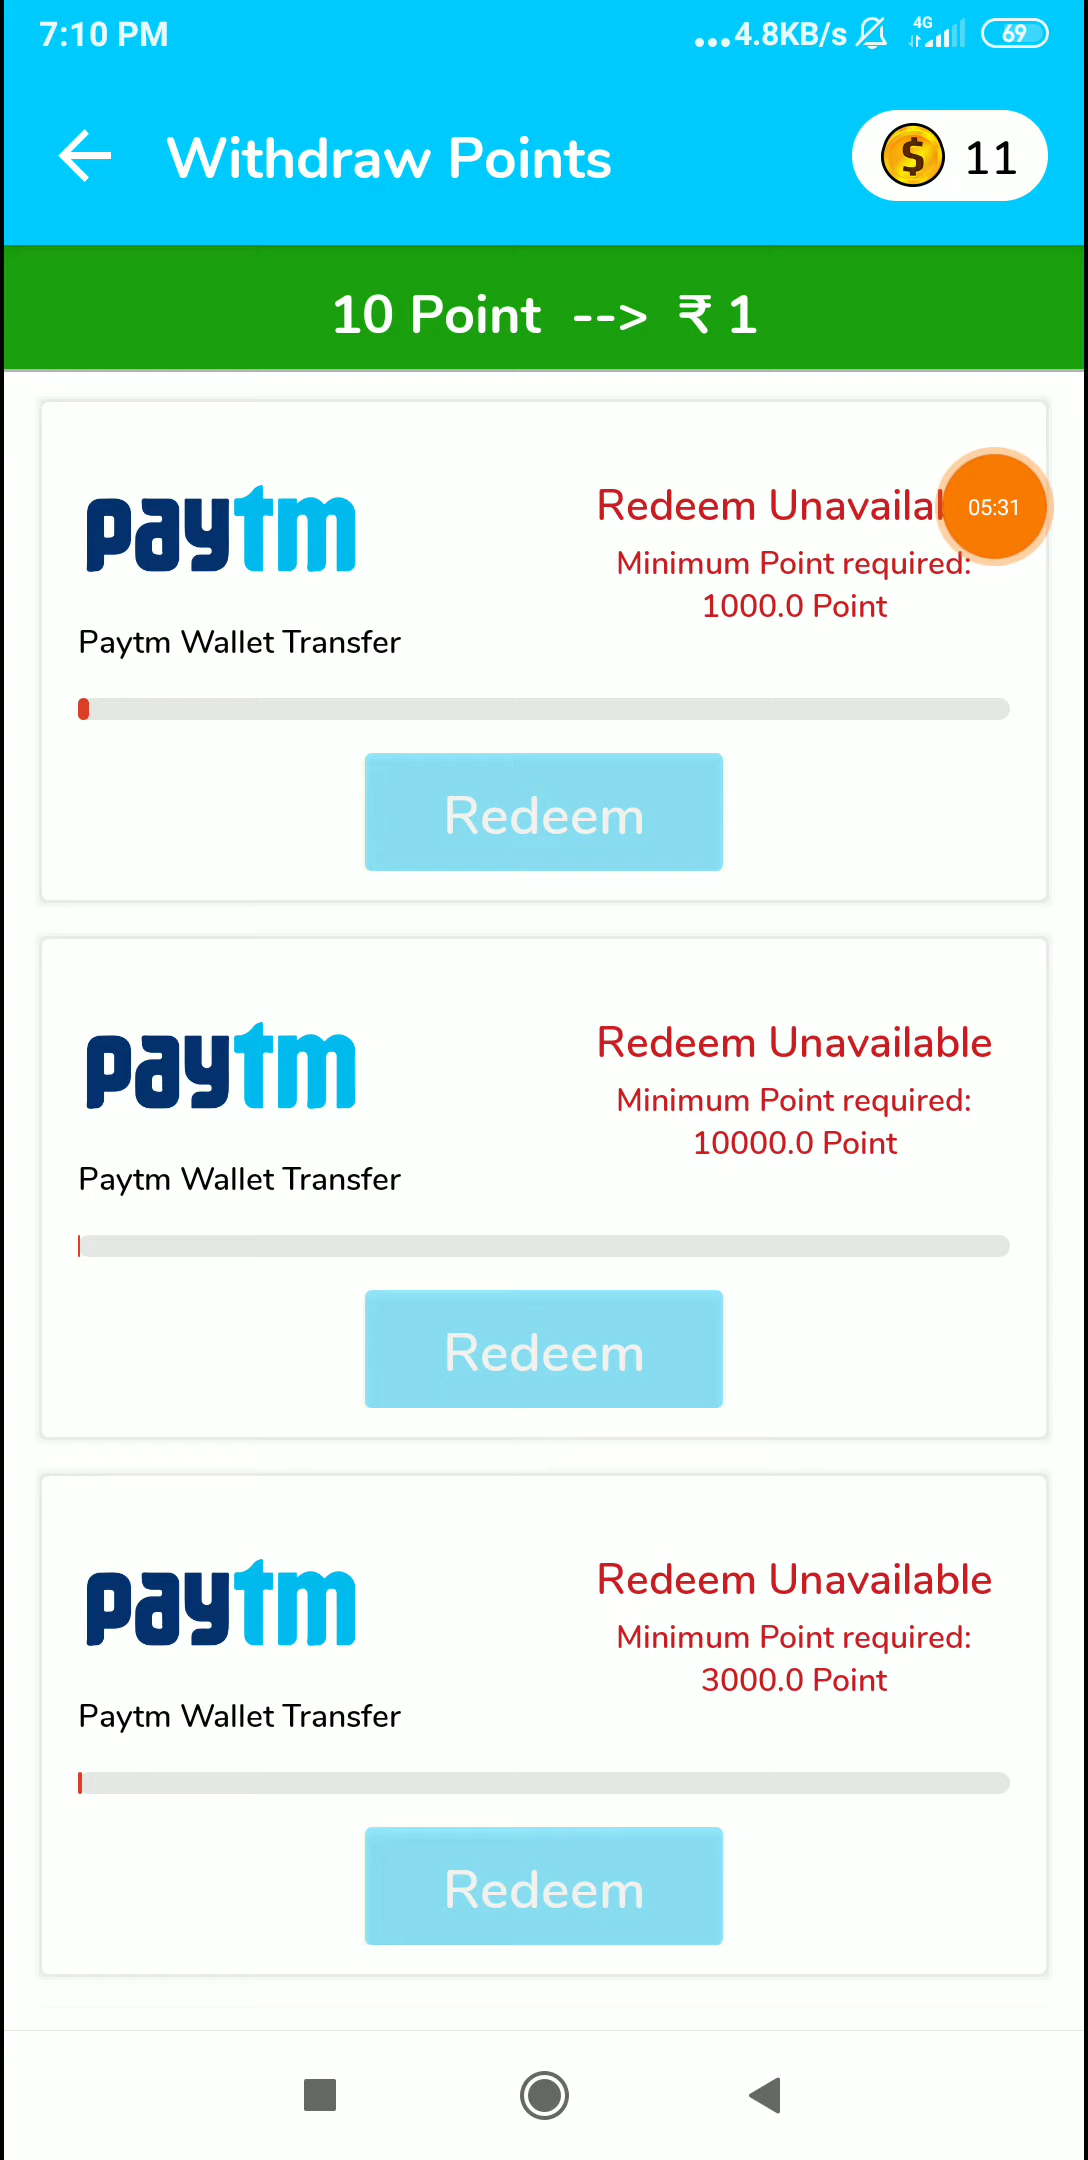 7:10 PM
...4.8KB/s 4G 69
Withdraw Points
$ 11
10 Point --> ₹ 1
paytm
Redeem Unavailab
05:31
Minimum Point required:
1000.0 Point
Paytm Wallet Transfer
Redeem
paytm
Redeem Unavailable
Minimum Point required:
10000.0 Point
Paytm Wallet Transfer
Redeem
paytm
Redeem Unavailable
Minimum Point required:
3000.0 Point
Paytm Wallet Transfer
Redeem